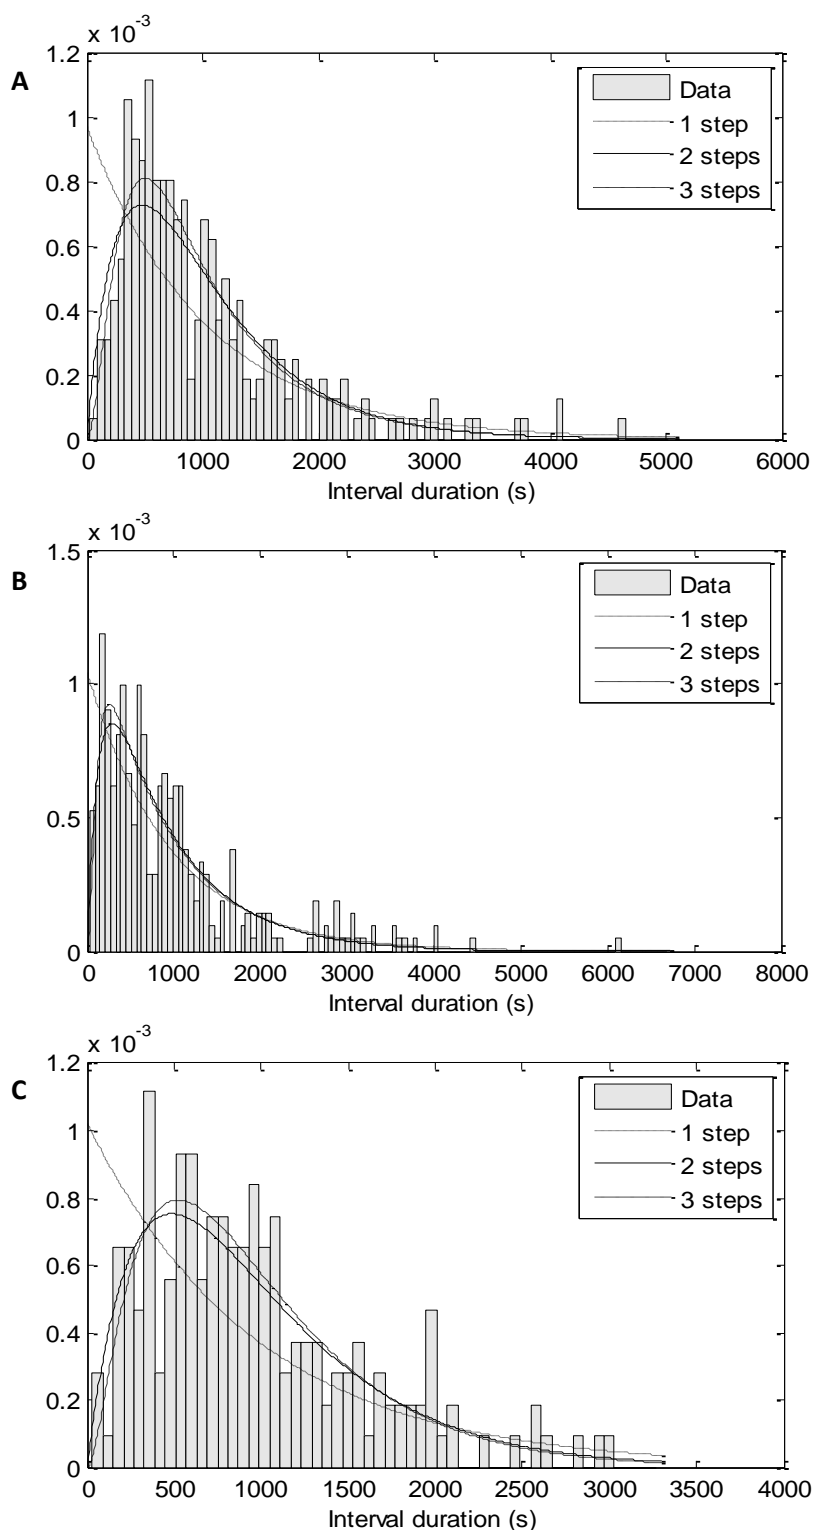 x 10-3
1.2
A
Data
1
1 step
2 steps
0.8
3 steps
0.6
0.4
0.2
0
0 1000 2000 3000 4000 5000 6000
Interval duration (s)
x 10-3
1.5
B
Data
1 step
2 steps
1
3 steps
0.5
0
0 1000 2000 3000 4000 5000 6000 7000 8000
Interval duration (s)
x 10-3
1.2
C
Data
1
1 step
2 steps
0.8
3 steps
0.6
0.4
0.2
0
0 500 1000 1500 2000 2500 3000 3500 4000
Interval duration (s)